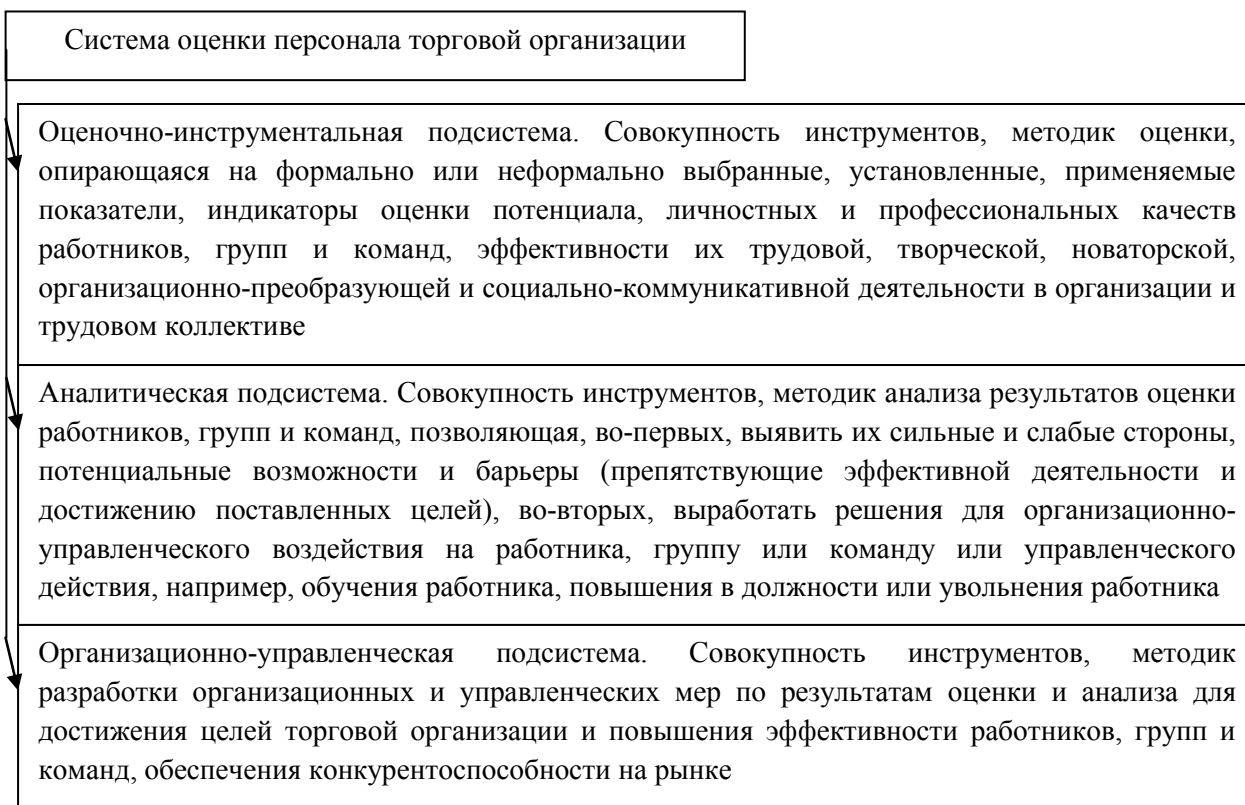 Система оценки персонала торговой организации
Оценочно-инструментальная подсистема. Совокупность инструментов, методик оценки,
опирающаяся на формально или неформально выбранные, установленные, применяемые
показатели, индикаторы оценки потенциала, личностных и профессиональных качеств
работников, групп и команд, эффективности их трудовой, творческой, новаторской,
организационно-преобразующей и социально-коммуникативной деятельности в организации и
трудовом коллективе
Аналитическая подсистема. Совокупность инструментов, методик анализа результатов оценки
работников, групп и команд, позволяющая, во-первых, выявить их сильные и слабые стороны,
потенциальные возможности и барьеры (препятствующие эффективной деятельности и
достижению поставленных целей), во-вторых, выработать решения для организационно-
управленческого воздействия на работника, группу или команду или управленческого
действия, например, обучения работника, повышения в должности или увольнения работника
Организационно-управленческая подсистема. Совокупность инструментов, методик
разработки организационных и управленческих мер по результатам оценки и анализа для
достижения целей торговой организации и повышения эффективности работников, групп и
команд, обеспечения конкурентоспособности на рынке